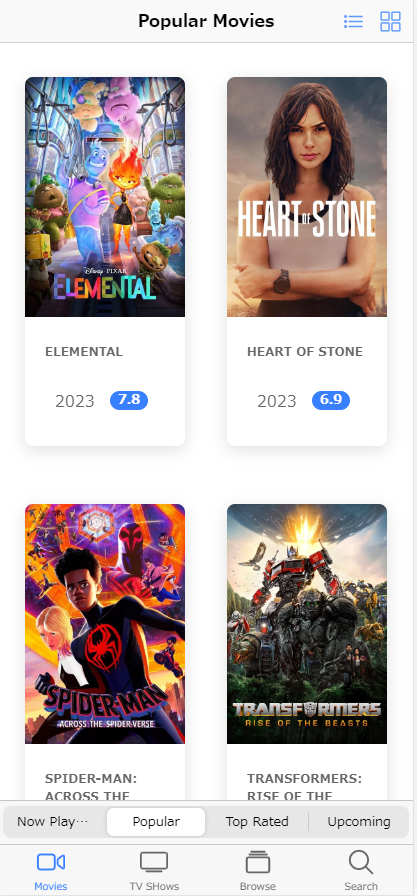 Popular Movies
Disney PIXAR
ELEMENTAL
HEART OF STONE
ELEMENTAL
2023 7.8
HEART OF STONE
2023 6.9
SPIDER-MAN
ACROSS THE SPIDER-VERSE
TRANSFORMERS
RISE OF THE BEASTS
SPIDER-MAN:
ACROSS THE
TRANSFORMERS:
RISE OF THE
Now Play… Popular Top Rated Upcoming
Movies TV SHows Browse Search